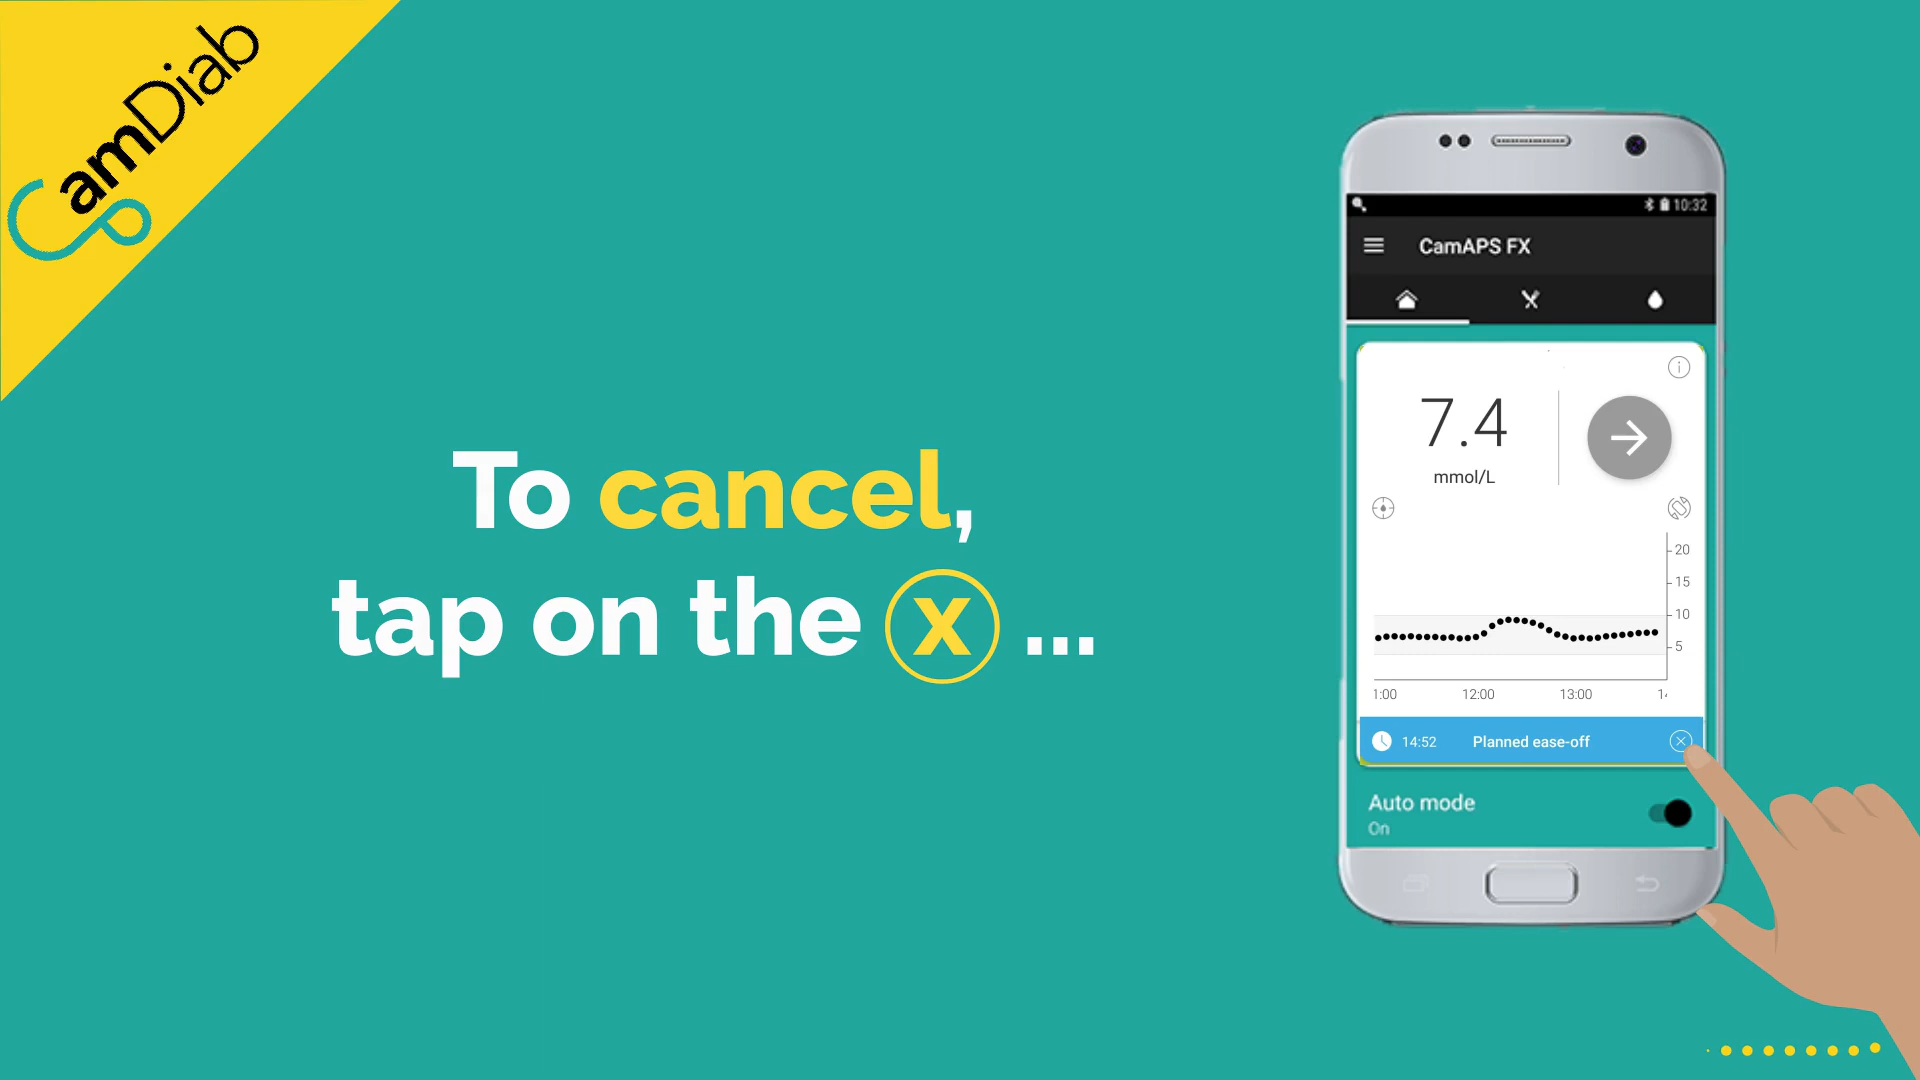 CamDiab
To cancel,
tap on the x ...
10:32
CamAPS FX
7.4
mmol/L
20
15
10
5
1:00 12:00 13:00
14:52 Planned ease-off
Auto mode
On